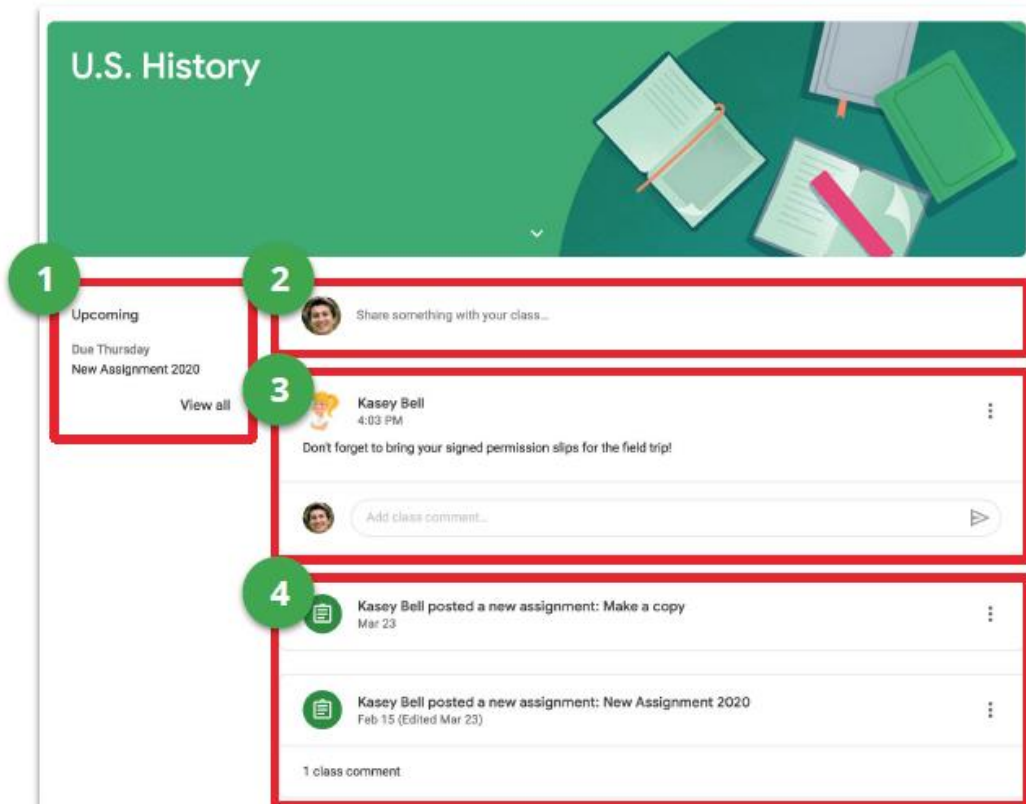 U.S. History
1
Upcoming
Due Thursday
New Assignment 2020
View all
2
Share something with your class...
3
Kasey Bell
4:03 PM
Don't forget to bring your signed permission slips for the field trip!
Add class comment...
4
Kasey Bell posted a new assignment: Make a copy
Mar 23
Kasey Bell posted a new assignment: New Assignment 2020
Feb 15 (Edited Mar 23)
1 class comment